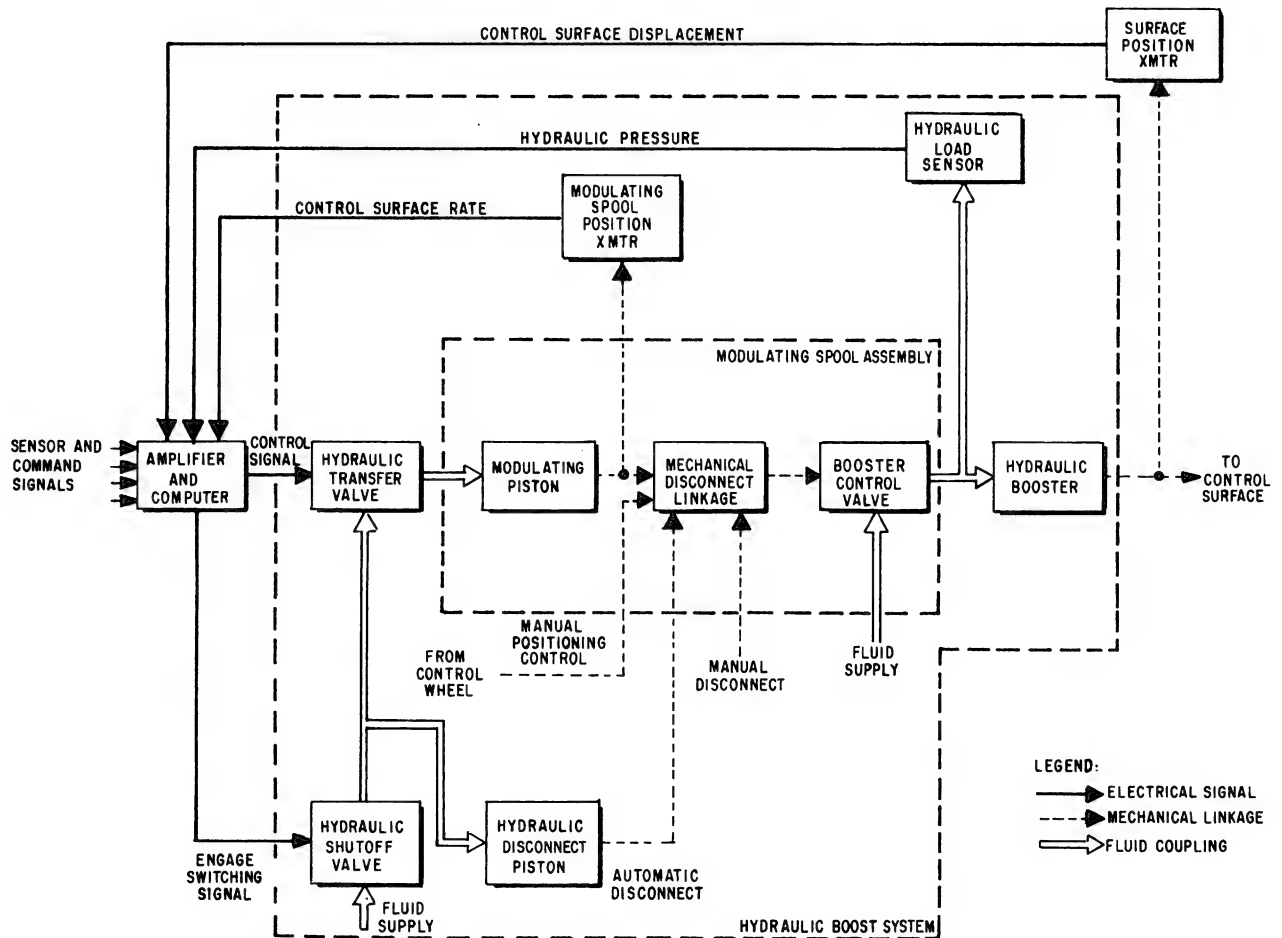 CONTROL SURFACE DISPLACEMENT
SURFACE
POSITION
XMTR
HYDRAULIC PRESSURE
HYDRAULIC
LOAD
SENSOR
CONTROL SURFACE RATE
MODULATING
SPOOL
POSITION
XMTR
MODULATING SPOOL ASSEMBLY
SENSOR AND
COMMAND
SIGNALS
AMPLIFIER
AND
COMPUTER
CONTROL
SIGNAL
HYDRAULIC
TRANSFER
VALVE
MODULATING
PISTON
MECHANICAL
DISCONNECT
LINKAGE
BOOSTER
CONTROL
VALVE
HYDRAULIC
BOOSTER
TO
CONTROL
SURFACE
MANUAL
POSITIONING
CONTROL
FROM
CONTROL
WHEEL
MANUAL
DISCONNECT
FLUID
SUPPLY
HYDRAULIC
SHUTOFF
VALVE
HYDRAULIC
DISCONNECT
PISTON
ENGAGE
SWITCHING
SIGNAL
FLUID
SUPPLY
AUTOMATIC
DISCONNECT
HYDRAULIC BOOST SYSTEM
LEGEND:
ELECTRICAL SIGNAL
MECHANICAL LINKAGE
FLUID COUPLING